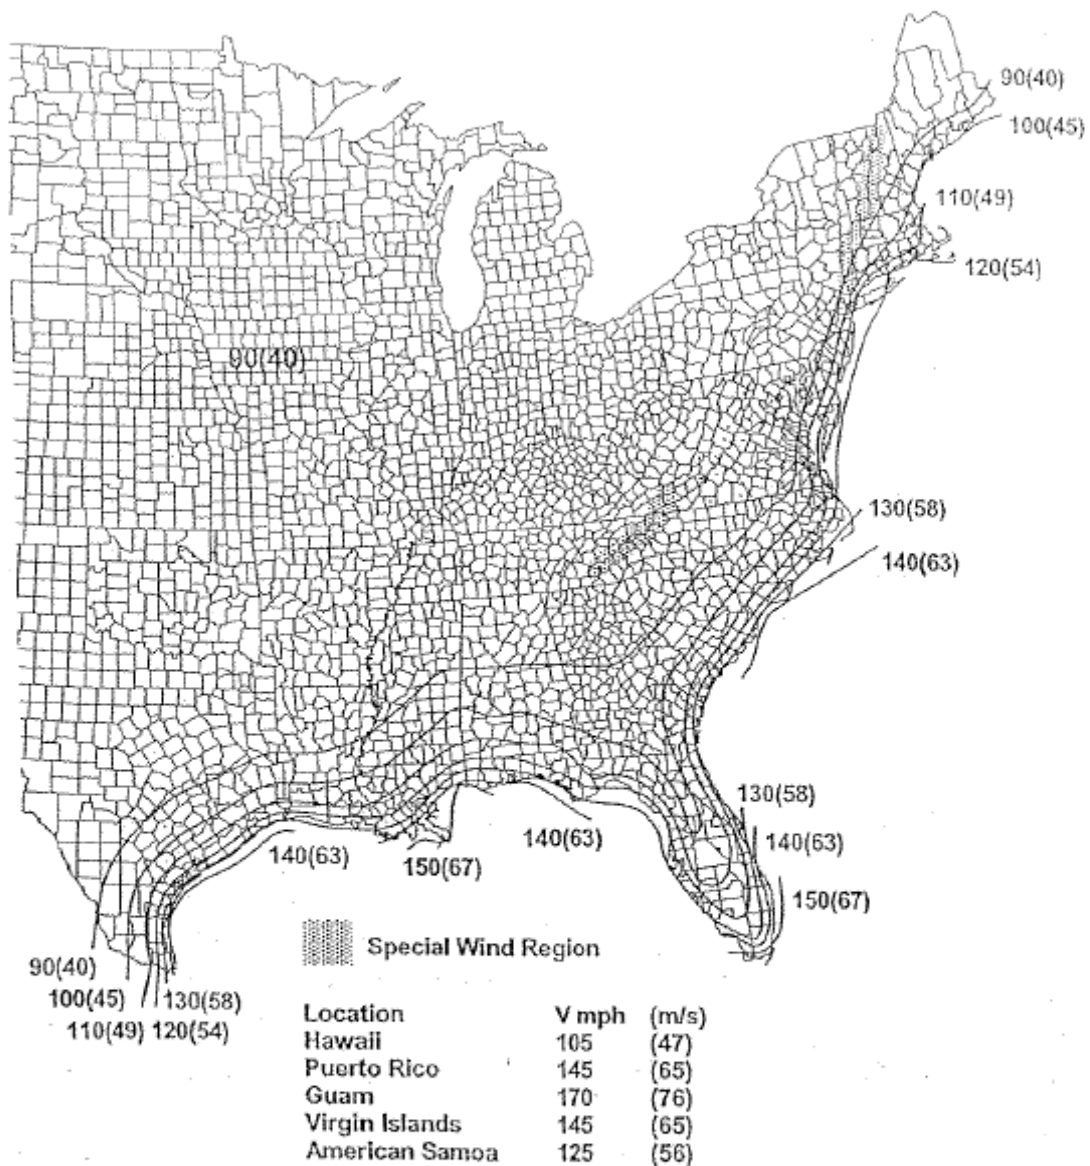 90(40)
100(45)
110(49)
120(54)
90(40)
130(58)
140(63)
130(58)
140(63)
140(63)
140(63)
150(67)
150(67)
Special Wind Region
90(40)
100(45) 130(58)
110(49) 120(54)
Location V mph (m/s)
Hawaii 105 (47)
Puerto Rico 145 (65)
Guam 170 (76)
Virgin Islands 145 (65)
American Samoa 125 (56)